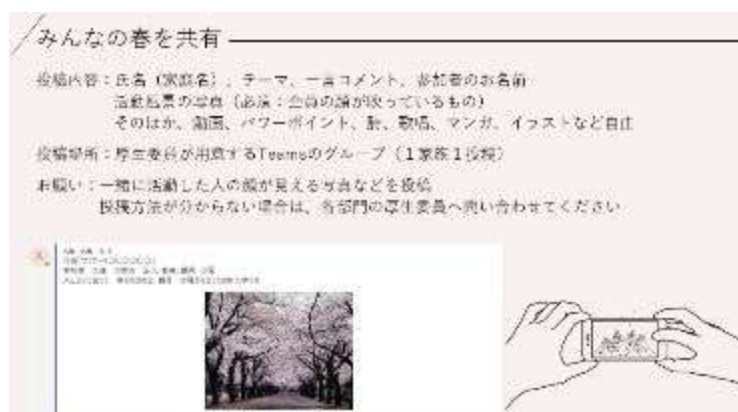 みんなの春を共有
投稿内容：氏名（家庭名）、テーマ、一言コメント、参加者のお名前
活動風景の写真（必須：全員の顔が映っているもの）
そのほか、動画、パワーポイント、詩、歌唱、マンガ、イラストなど自由
投稿場所：厚生委員が用意するTeamsのグループ（１家族１投稿）
お願い：一緒に活動した人の顔が見える写真などを投稿
投稿方法が分からない場合は、各部門の厚生委員へ問い合わせてください